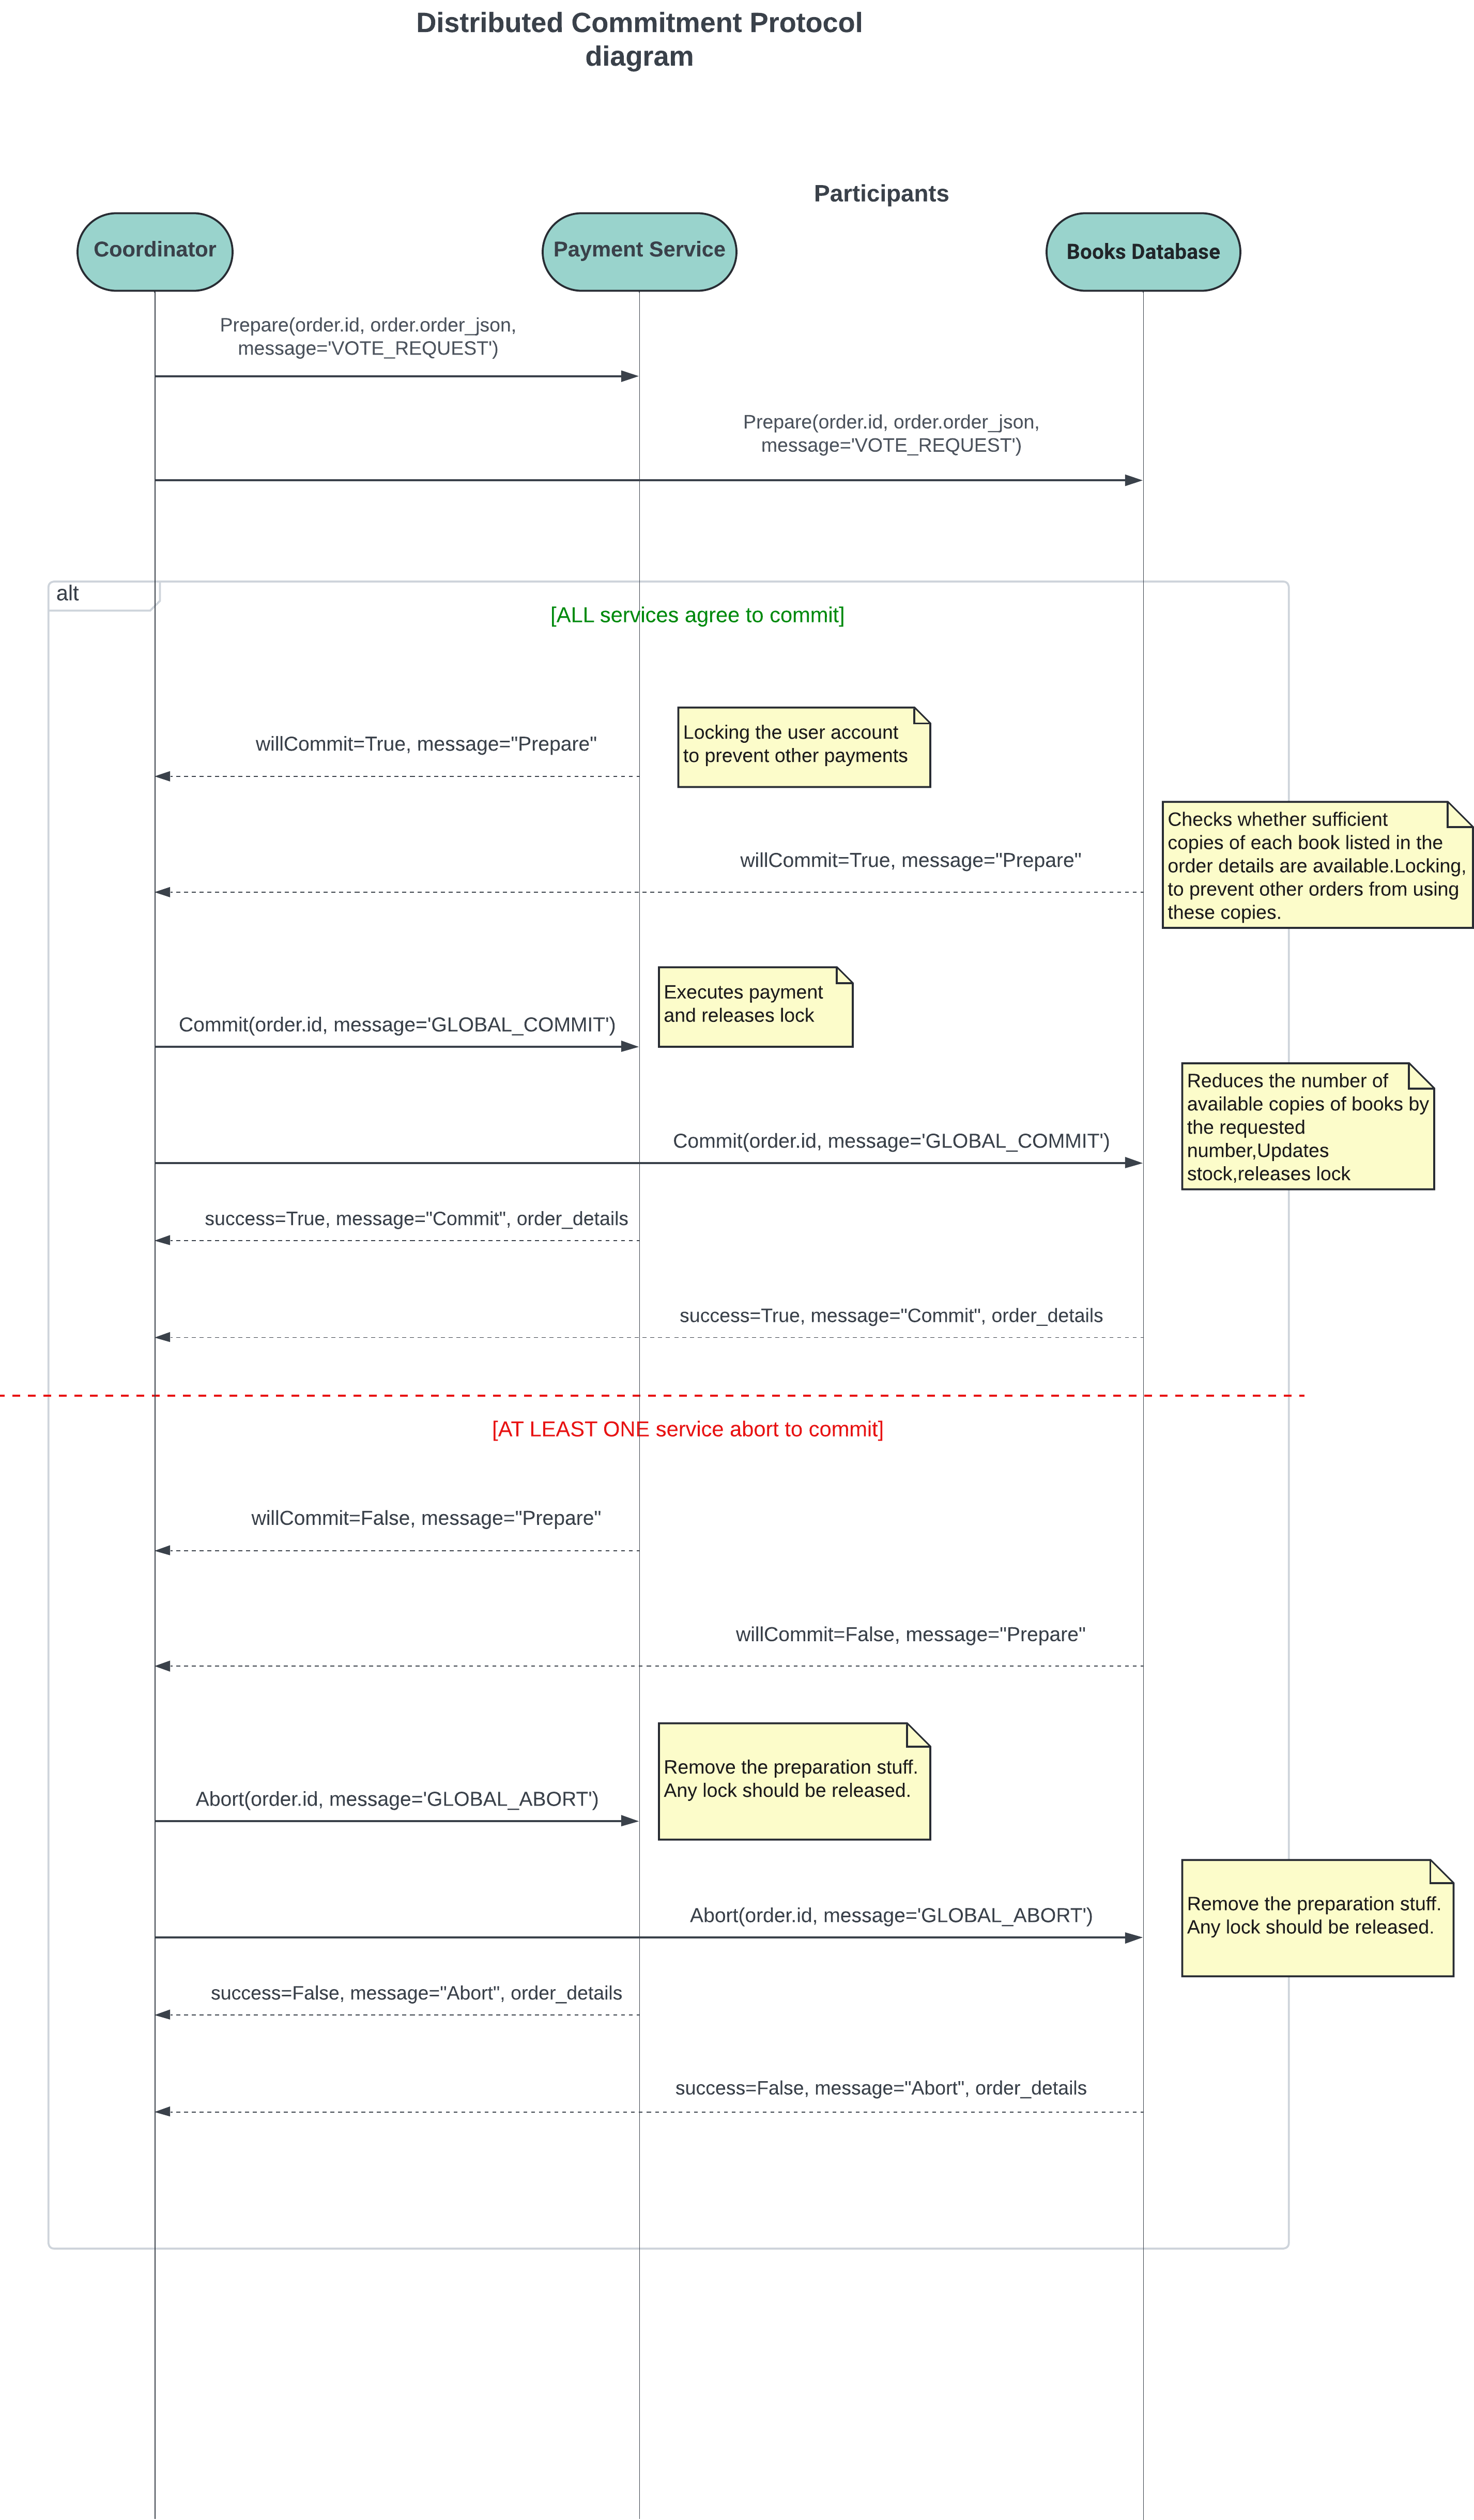 Distributed Commitment Protocol
diagram
Participants
Coordinator
Payment Service
Books Database
Prepare(order.id, order.order_json,
message='VOTE_REQUEST')
Prepare(order.id, order.order_json,
message='VOTE_REQUEST')
alt
[ALL services agree to commit]
willCommit=True, message="Prepare"
Locking the user account
to prevent other payments
willCommit=True, message="Prepare"
Checks whether sufficient
copies of each book listed in the
order details are available.Locking,
to prevent other orders from using
these copies.
Executes payment
and releases lock
Commit(order.id, message='GLOBAL_COMMIT')
Reduces the number of
available copies of books by
the requested
number,Updates
stock,releases lock
Commit(order.id, message='GLOBAL_COMMIT')
success=True, message="Commit", order_details
success=True, message="Commit", order_details
[AT LEAST ONE service abort to commit]
willCommit=False, message="Prepare"
willCommit=False, message="Prepare"
Remove the preparation stuff.
Any lock should be released.
Abort(order.id, message='GLOBAL_ABORT')
Remove the preparation stuff.
Any lock should be released.
Abort(order.id, message='GLOBAL_ABORT')
success=False, message="Abort", order_details
success=False, message="Abort", order_details